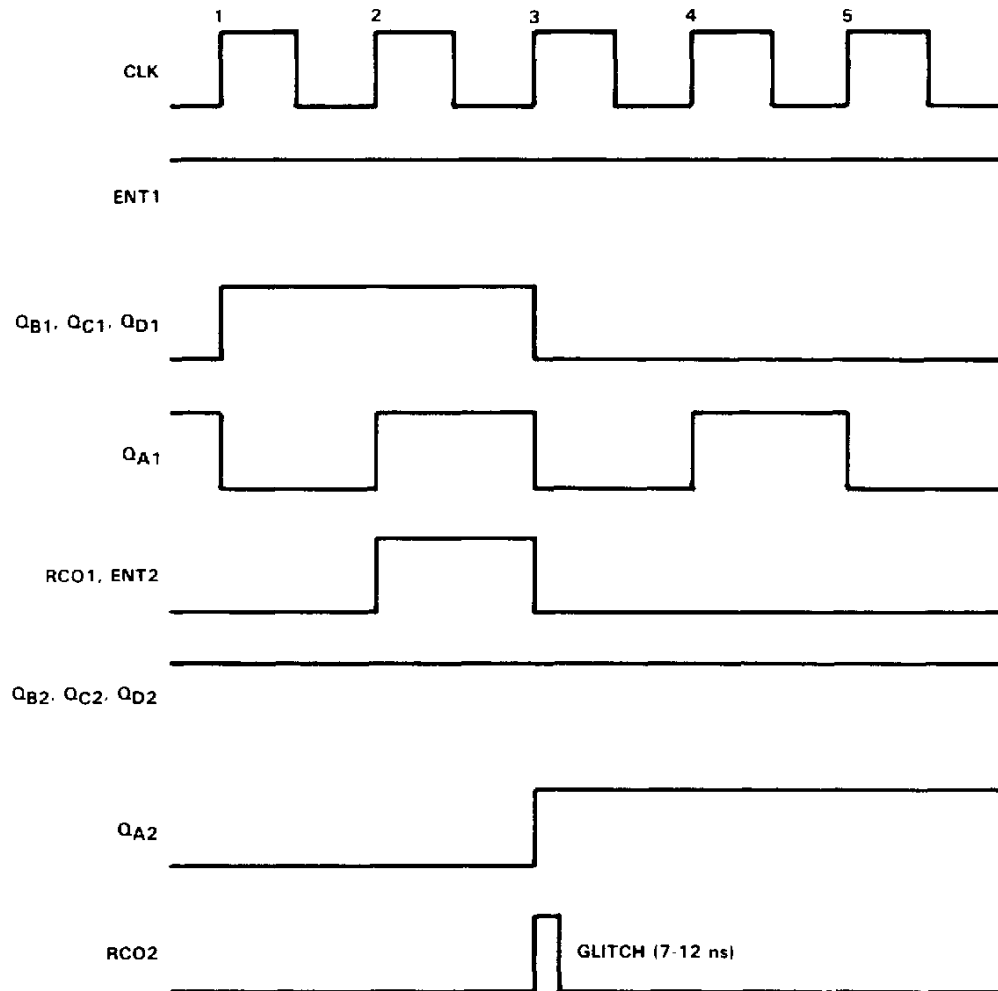 1 2 3 4 5
CLK
ENT1
QB1, QC1, QD1
QA1
RCO1, ENT2
QB2, QC2, QD2
QA2
RCO2 GLITCH (7-12 ns)